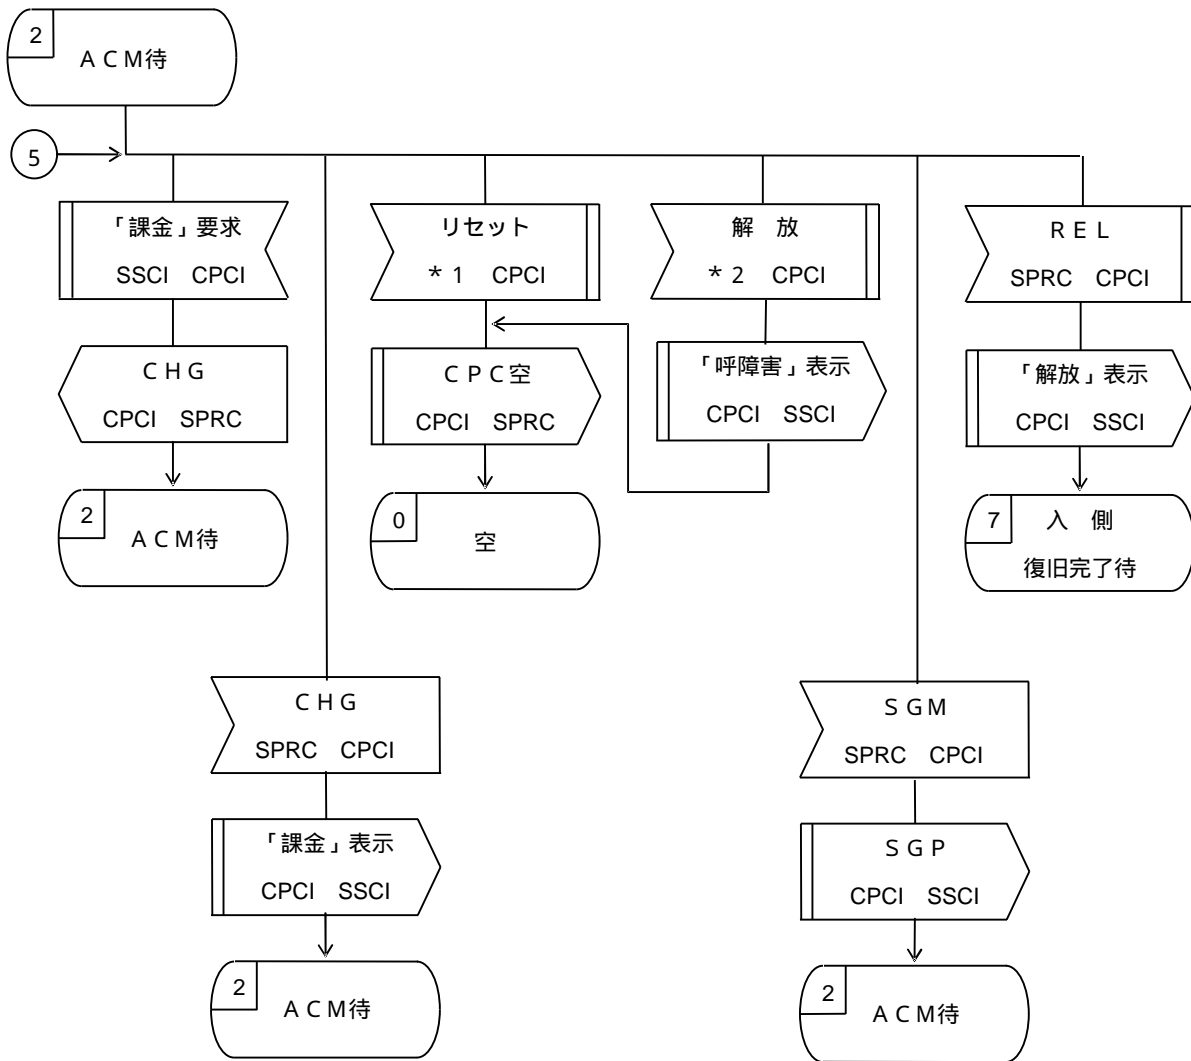 2
ACM待
5
「課金」要求
SSCI CPCI
リセット
*1 CPCI
解 放
*2 CPCI
REL
SPRC CPCI
CHG
CPCI SPRC
CPC空
CPCI SPRC
「呼障害」表示
CPCI SSCI
「解放」表示
CPCI SSCI
2
ACM待
0
空
7
入 側
復旧完了待
CHG
SPRC CPCI
SGM
SPRC CPCI
「課金」表示
CPCI SSCI
SGP
CPCI SSCI
2
ACM待
2
ACM待